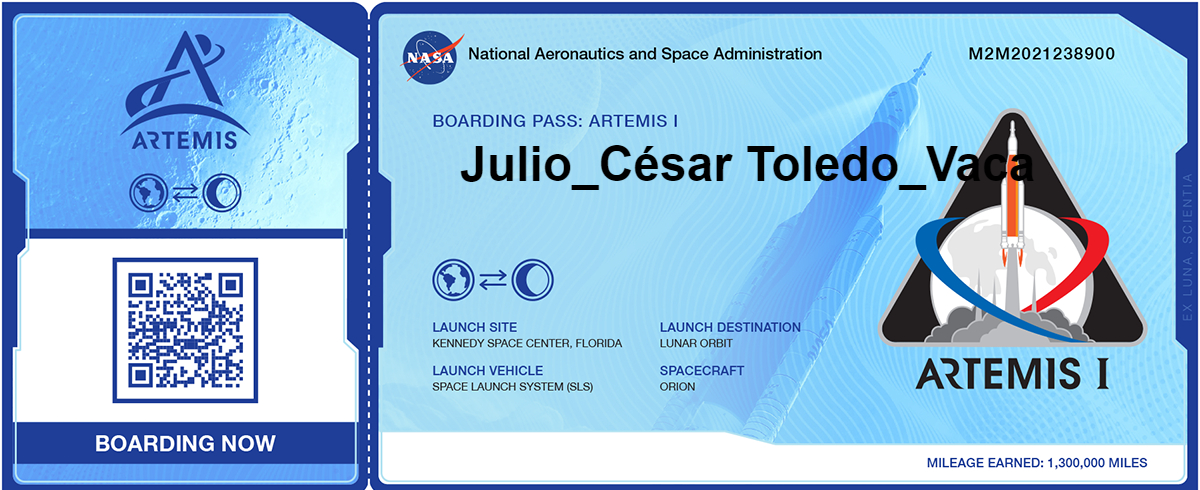 ARTEMIS
BOARDING NOW
NASA
National Aeronautics and Space Administration
M2M2021238900
BOARDING PASS: ARTEMIS I
Julio_César Toledo_Vaca
LAUNCH SITE
KENNEDY SPACE CENTER, FLORIDA
LAUNCH DESTINATION
LUNAR ORBIT
LAUNCH VEHICLE
SPACE LAUNCH SYSTEM (SLS)
SPACECRAFT
ORION
ARTEMIS I
EX LUNA SCIENTIA
MILEAGE EARNED: 1,300,000 MILES